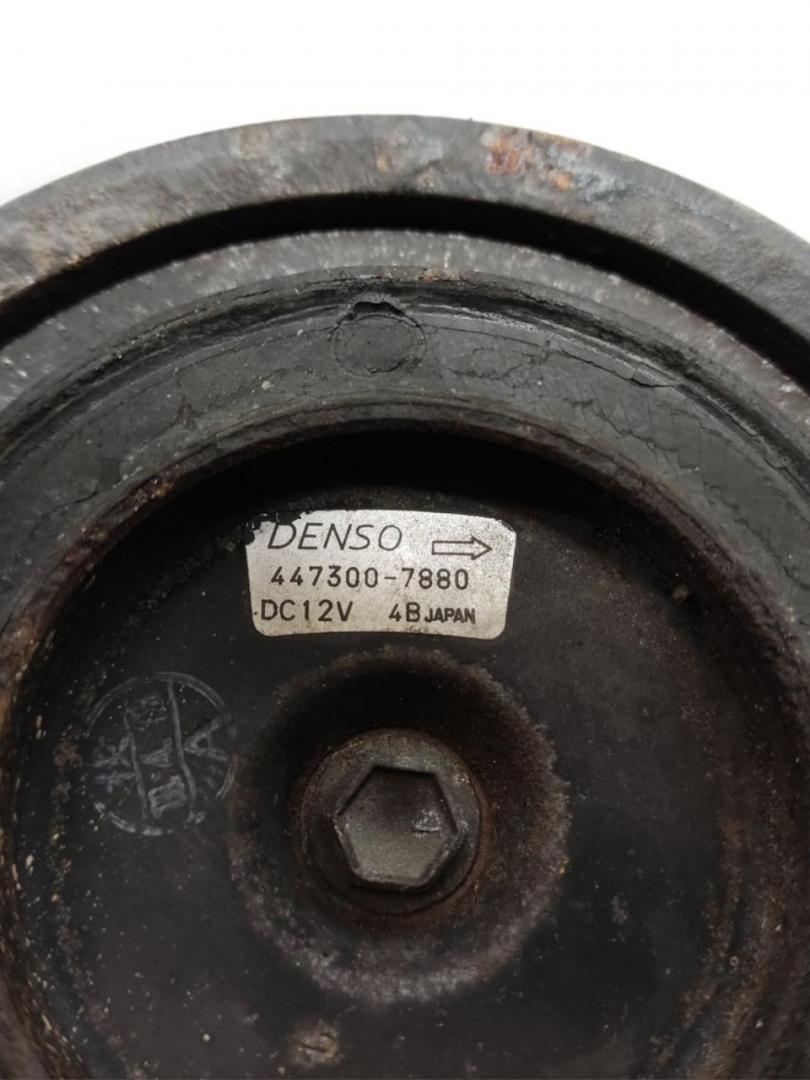 DENSO
447300-7880
DC12V 4B JAPAN